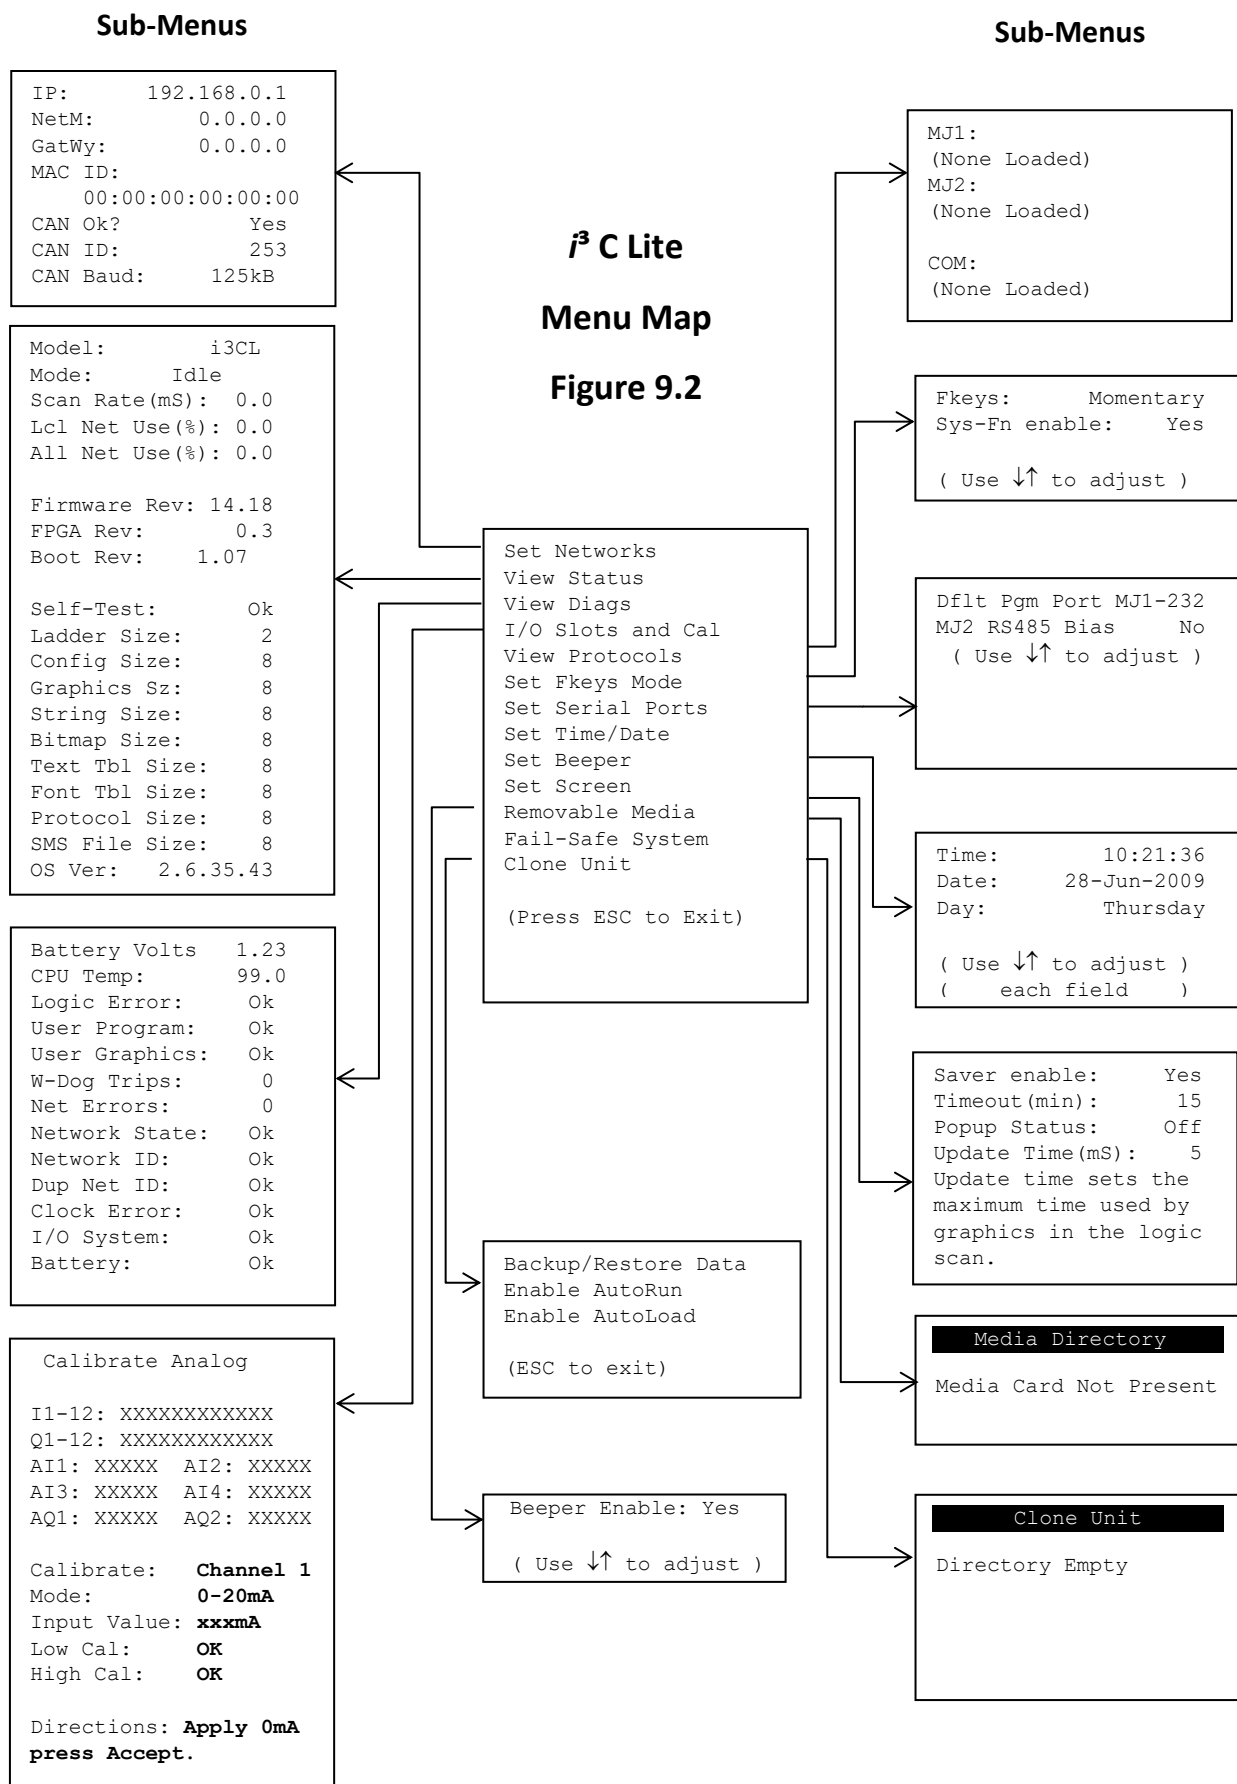 Sub-Menus
IP: 192.168.0.1
NetM: 0.0.0.0
GatWy: 0.0.0.0
MAC ID:
00:00:00:00:00:00
CAN Ok? Yes
CAN ID: 253
CAN Baud: 125kB
Model: i3CL
Mode: Idle
Scan Rate(mS): 0.0
Lcl Net Use(%): 0.0
All Net Use(%): 0.0
Firmware Rev: 14.18
FPGA Rev: 0.3
Boot Rev: 1.07
Self-Test: Ok
Ladder Size: 2
Config Size: 8
Graphics Sz: 8
String Size: 8
Bitmap Size: 8
Text Tbl Size: 8
Font Tbl Size: 8
Protocol Size: 8
SMS File Size: 8
OS Ver: 2.6.35.43
Battery Volts 1.23
CPU Temp: 99.0
Logic Error: Ok
User Program: Ok
User Graphics: Ok
W-Dog Trips: 0
Net Errors: 0
Network State: Ok
Network ID: Ok
Dup Net ID: Ok
Clock Error: Ok
I/O System: Ok
Battery: Ok
Calibrate Analog
I1-12: XXXXXXXXXXXX
Q1-12: XXXXXXXXXXXX
AI1: XXXXX AI2: XXXXX
AI3: XXXXX AI4: XXXXX
AQ1: XXXXX AQ2: XXXXX
Calibrate: Channel 1
Mode: 0-20mA
Input Value: xxxmA
Low Cal: OK
High Cal: OK
Directions: Apply 0mA
press Accept.
i³ C Lite
Menu Map
Figure 9.2
Set Networks
View Status
View Diags
I/O Slots and Cal
View Protocols
Set Fkeys Mode
Set Serial Ports
Set Time/Date
Set Beeper
Set Screen
Removable Media
Fail-Safe System
Clone Unit
(Press ESC to Exit)
Backup/Restore Data
Enable AutoRun
Enable AutoLoad
(ESC to exit)
Beeper Enable: Yes
( Use ↓↑ to adjust )
Sub-Menus
MJ1:
(None Loaded)
MJ2:
(None Loaded)
COM:
(None Loaded)
Fkeys: Momentary
Sys-Fn enable: Yes
( Use ↓↑ to adjust )
Dflt Pgm Port MJ1-232
MJ2 RS485 Bias No
( Use ↓↑ to adjust )
Time: 10:21:36
Date: 28-Jun-2009
Day: Thursday
( Use ↓↑ to adjust )
( each field )
Saver enable: Yes
Timeout(min): 15
Popup Status: Off
Update Time(mS): 5
Update time sets the
maximum time used by
graphics in the logic
scan.
Media Directory
Media Card Not Present
Clone Unit
Directory Empty